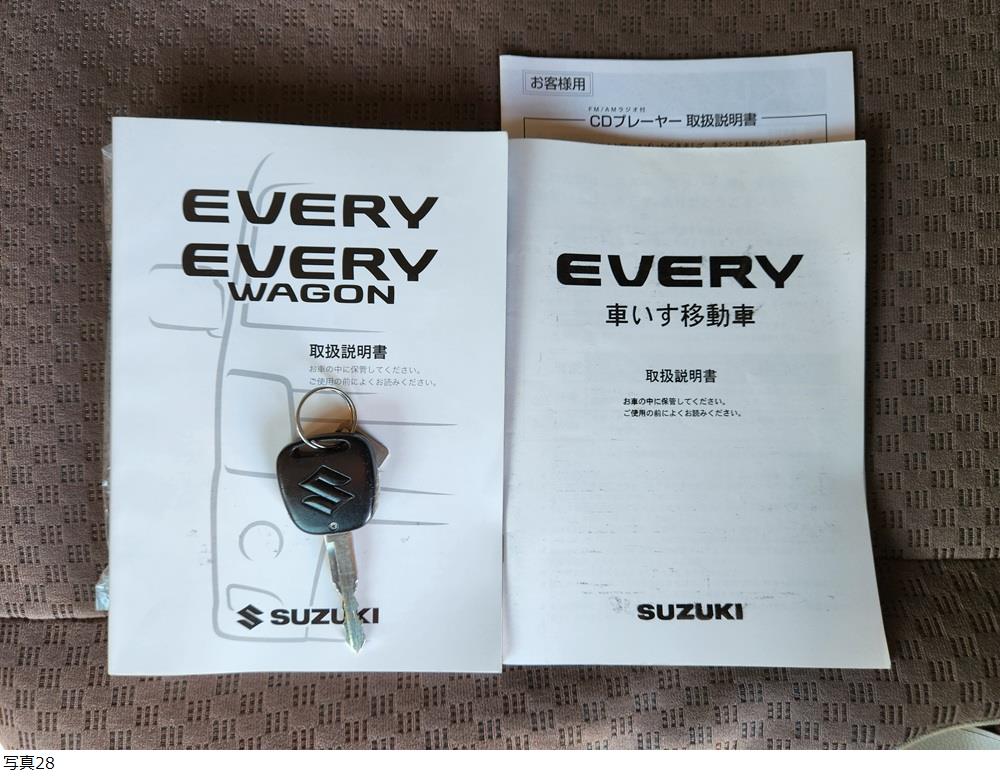 EVERY
EVERY
WAGON
取扱説明書
お車の中に保管してください。
ご使用の前によくお読みください。
SUZUKI
お客様用
FM/AMラジオ付
CDプレーヤー 取扱説明書
EVERY
車いす移動車
取扱説明書
お車の中に保管してください。
ご使用の前によくお読みください。
SUZUKI
写真28